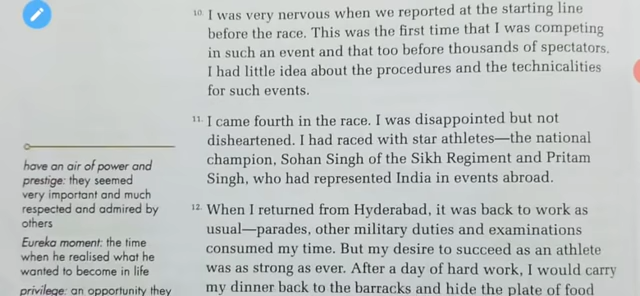 10. I was very nervous when we reported at the starting line
before the race. This was the first time that I was competing
in such an event and that too before thousands of spectators.
I had little idea about the procedures and the technicalities
for such events.
11. I came fourth in the race. I was disappointed but not
disheartened. I had raced with star athletes—the national
champion, Sohan Singh of the Sikh Regiment and Pritam
Singh, who had represented India in events abroad.
12. When I returned from Hyderabad, it was back to work as
usual—parades, other military duties and examinations
consumed my time. But my desire to succeed as an athlete
was as strong as ever. After a day of hard work, I would carry
my dinner back to the barracks and hide the plate of food
have an air of power and
prestige: they seemed
very important and much
respected and admired by
others
Eureka moment: the time
when he realised what he
wanted to become in life
privilege: an opportunity they